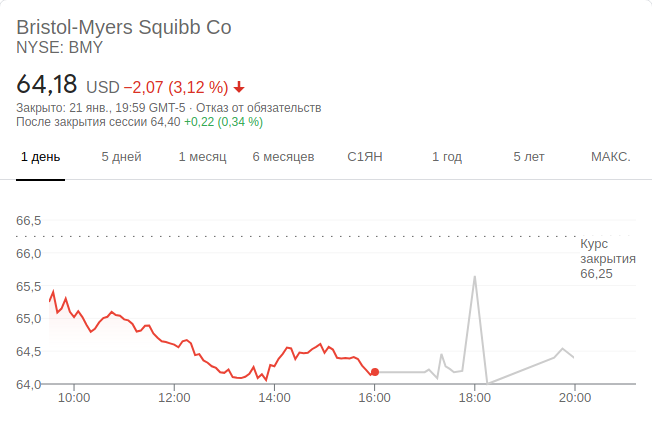 Bristol-Myers Squibb Co
NYSE: BMY
64,18 USD −2,07 (3,12 %)
Закрыто: 21 янв., 19:59 GMT-5 · Отказ от обязательств
После закрытия сессии 64,40 +0,22 (0,34 %)
1 день 5 дней 1 месяц 6 месяцев С1ЯН 1 год 5 лет МАКС.
66,5
Курс
закрытия
66,25
66,0
65,5
65,0
64,5
64,0
10:00 12:00 14:00 16:00 18:00 20:00